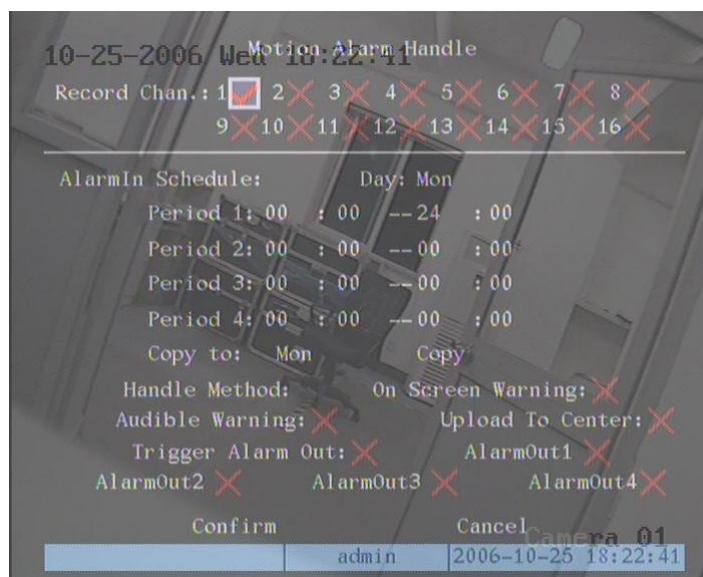 Motion Alarm Handle
10-25-2006 Wed 18:22:41
Record Chan.: 1 2 3 4 5 6 7 8
9 10 11 12 13 14 15 16
AlarmIn Schedule: Day: Mon
Period 1: 00 : 00 --24 : 00
Period 2: 00 : 00 --00 : 00
Period 3: 00 : 00 --00 : 00
Period 4: 00 : 00 --00 : 00
Copy to: Mon Copy
Handle Method: On Screen Warning:
Audible Warning: Upload To Center:
Trigger Alarm Out: AlarmOut1
AlarmOut2 AlarmOut3 AlarmOut4
Confirm Cancel
Camera 01
admin 2006-10-25 18:22:41